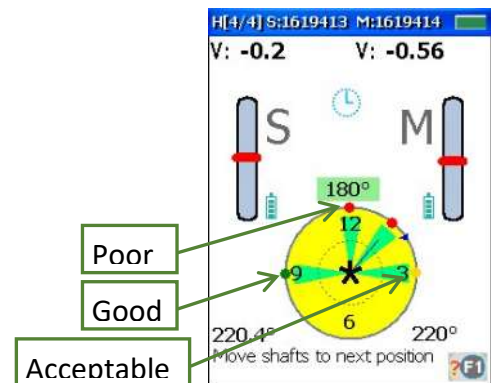 H[4/4] S:1619413 M:1619414
V: -0.2 V: -0.56
S M
180°
12
9 3
6
Poor
Good
Acceptable
220.4° 220°
Move shafts to next position
?F1